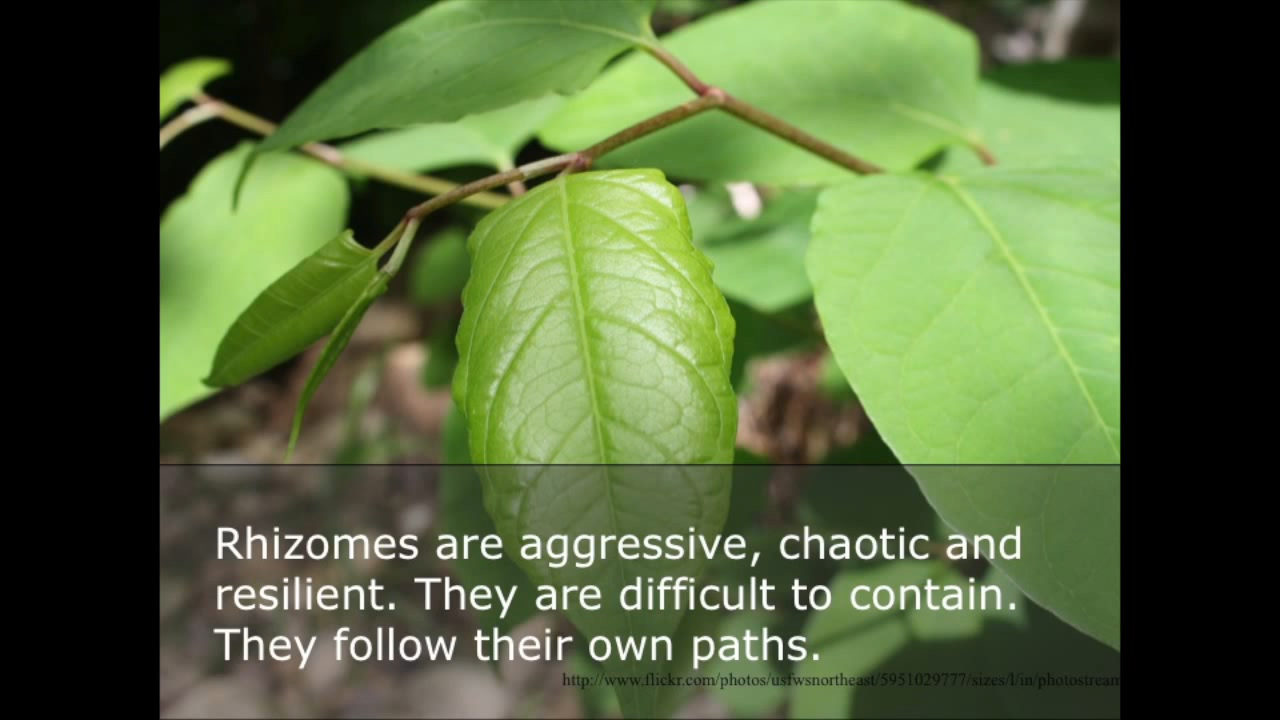 Rhizomes are aggressive, chaotic and
resilient. They are difficult to contain.
They follow their own paths.
http://www.flickr.com/photos/usfwsnortheast/5951029777/sizes/l/in/photostream